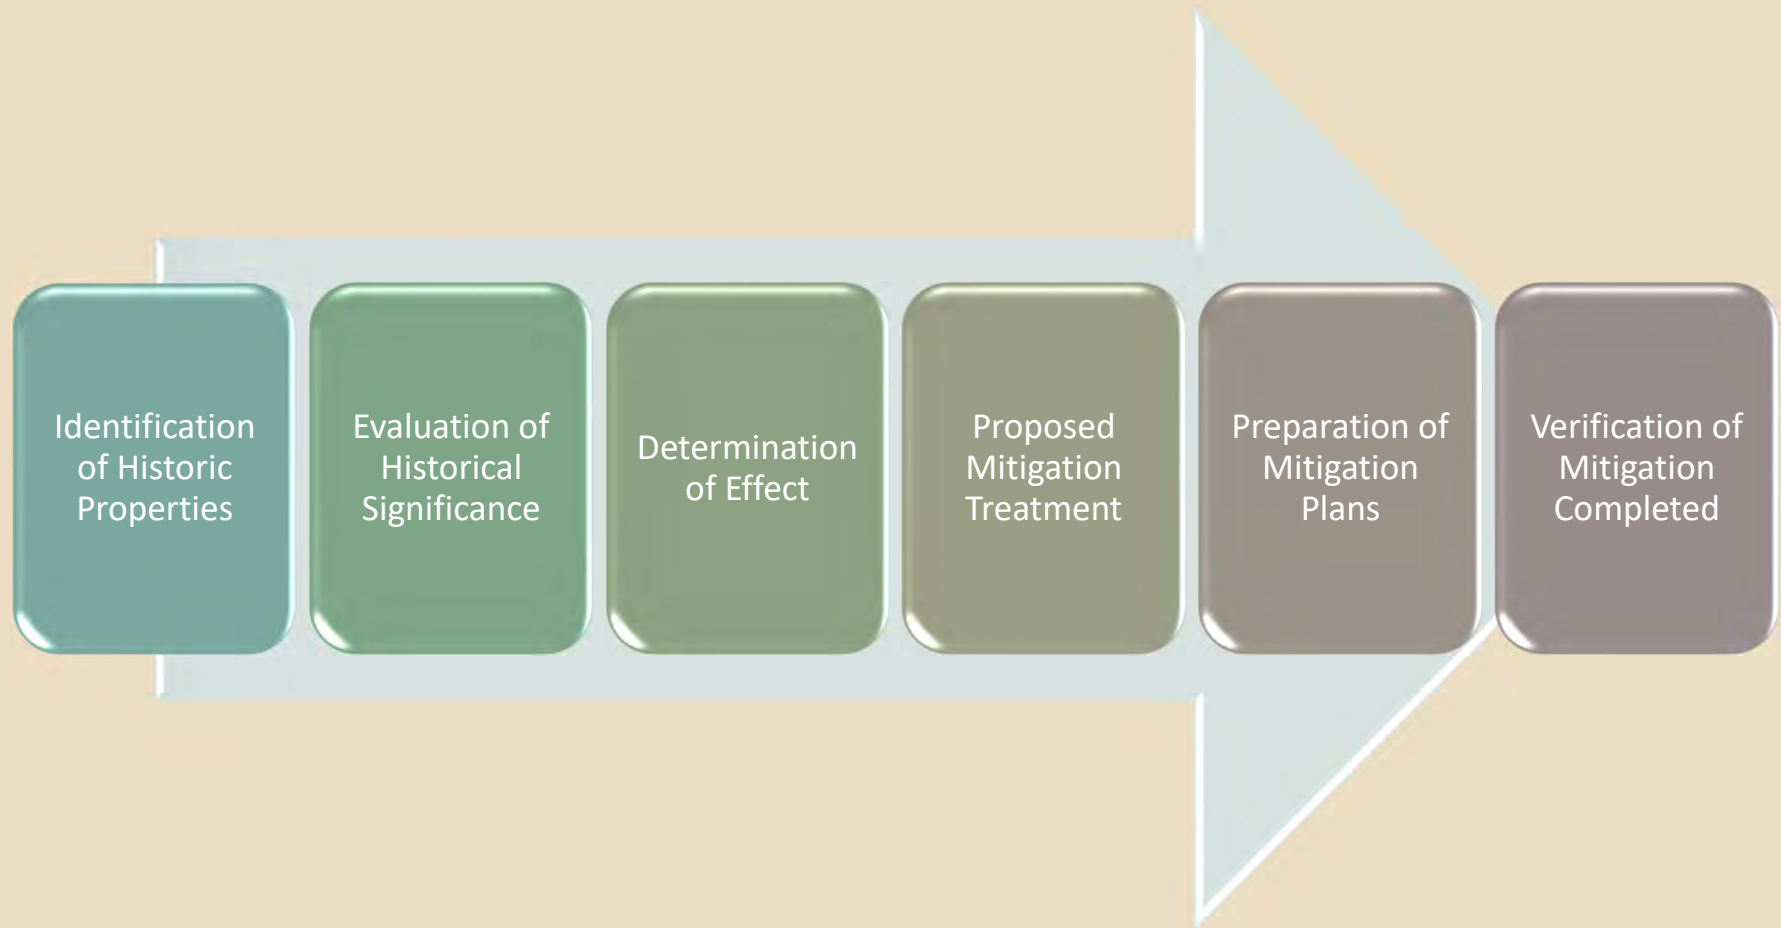 Identification
of Historic
Properties
Evaluation of
Historical
Significance
Determination
of Effect
Proposed
Mitigation
Treatment
Preparation of
Mitigation
Plans
Verification of
Mitigation
Completed